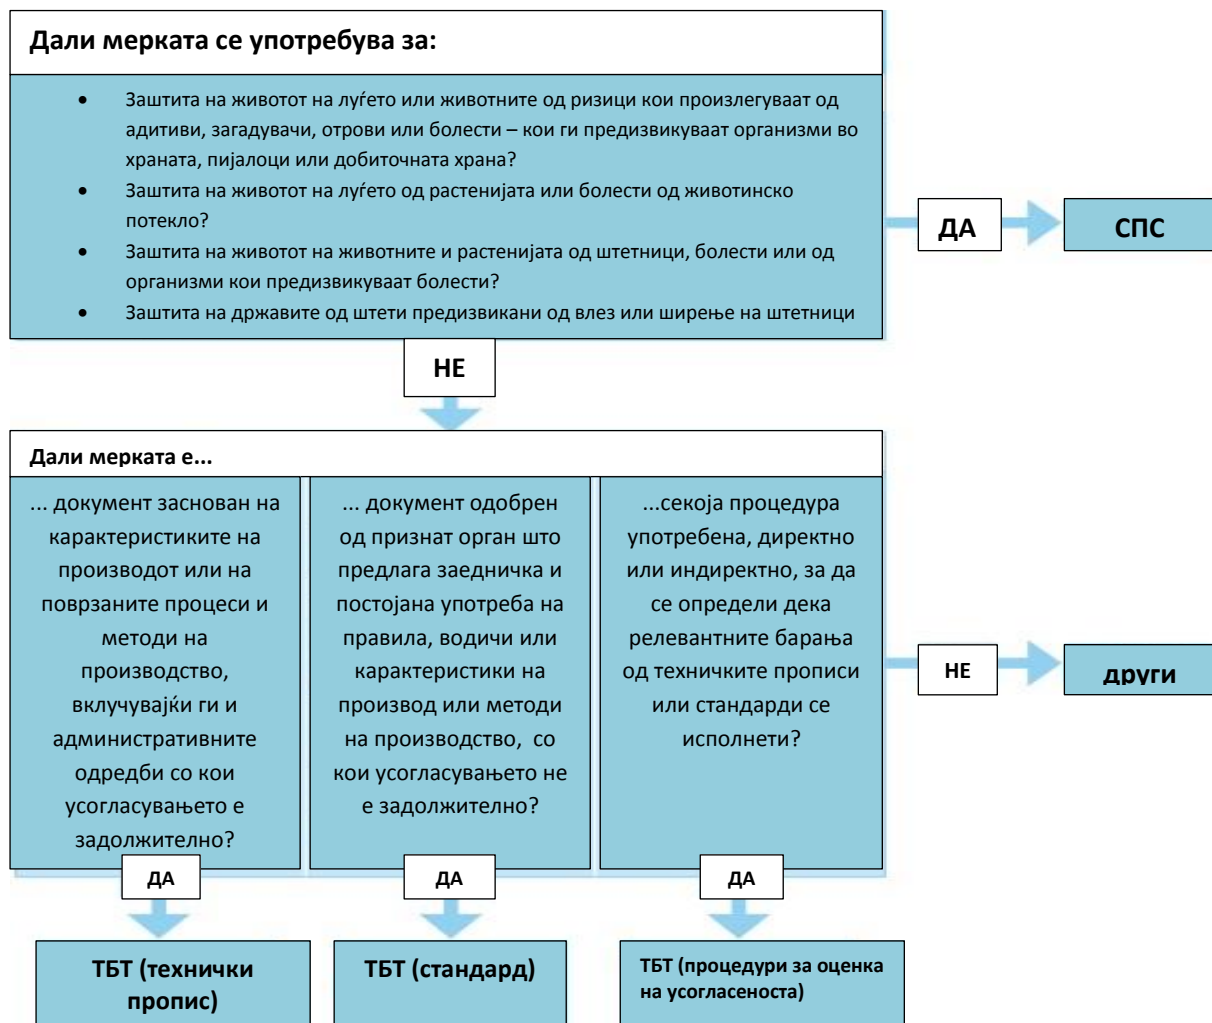 Дали мерката се употребува за:
• Заштита на животот на луѓето или животните од ризици кои произлегуваат од
адитиви, загадувачи, отрови или болести – кои ги предизвикуваат организми во
храната, пијалоци или добиточната храна?
• Заштита на животот на луѓето од растенијата или болести од животинско
потекло?
• Заштита на животот на животните и растенијата од штетници, болести или од
организми кои предизвикуваат болести?
• Заштита на државите од штети предизвикани од влез или ширење на штетници
ДА
СПС
НЕ
Дали мерката е...
... документ заснован на
карактеристиките на
производот или на
поврзаните процеси и
методи на
производство,
вклучувајќи ги и
административните
одредби со кои
усогласувањето е
задолжително?
... документ одобрен
од признат орган што
предлага заедничка и
постојана употреба на
правила, водичи или
карактеристики на
производ или методи
на производство, со
кои усогласувањето не
е задолжително?
...секоја процедура
употребена, директно
или индиректно, за да
се определи дека
релевантните барања
од техничките прописи
или стандарди се
исполнети?
НЕ
други
ДА
ДА
ДА
ТБТ (технички
пропис)
ТБТ (стандард)
ТБТ (процедури за оценка
на усогласеноста)